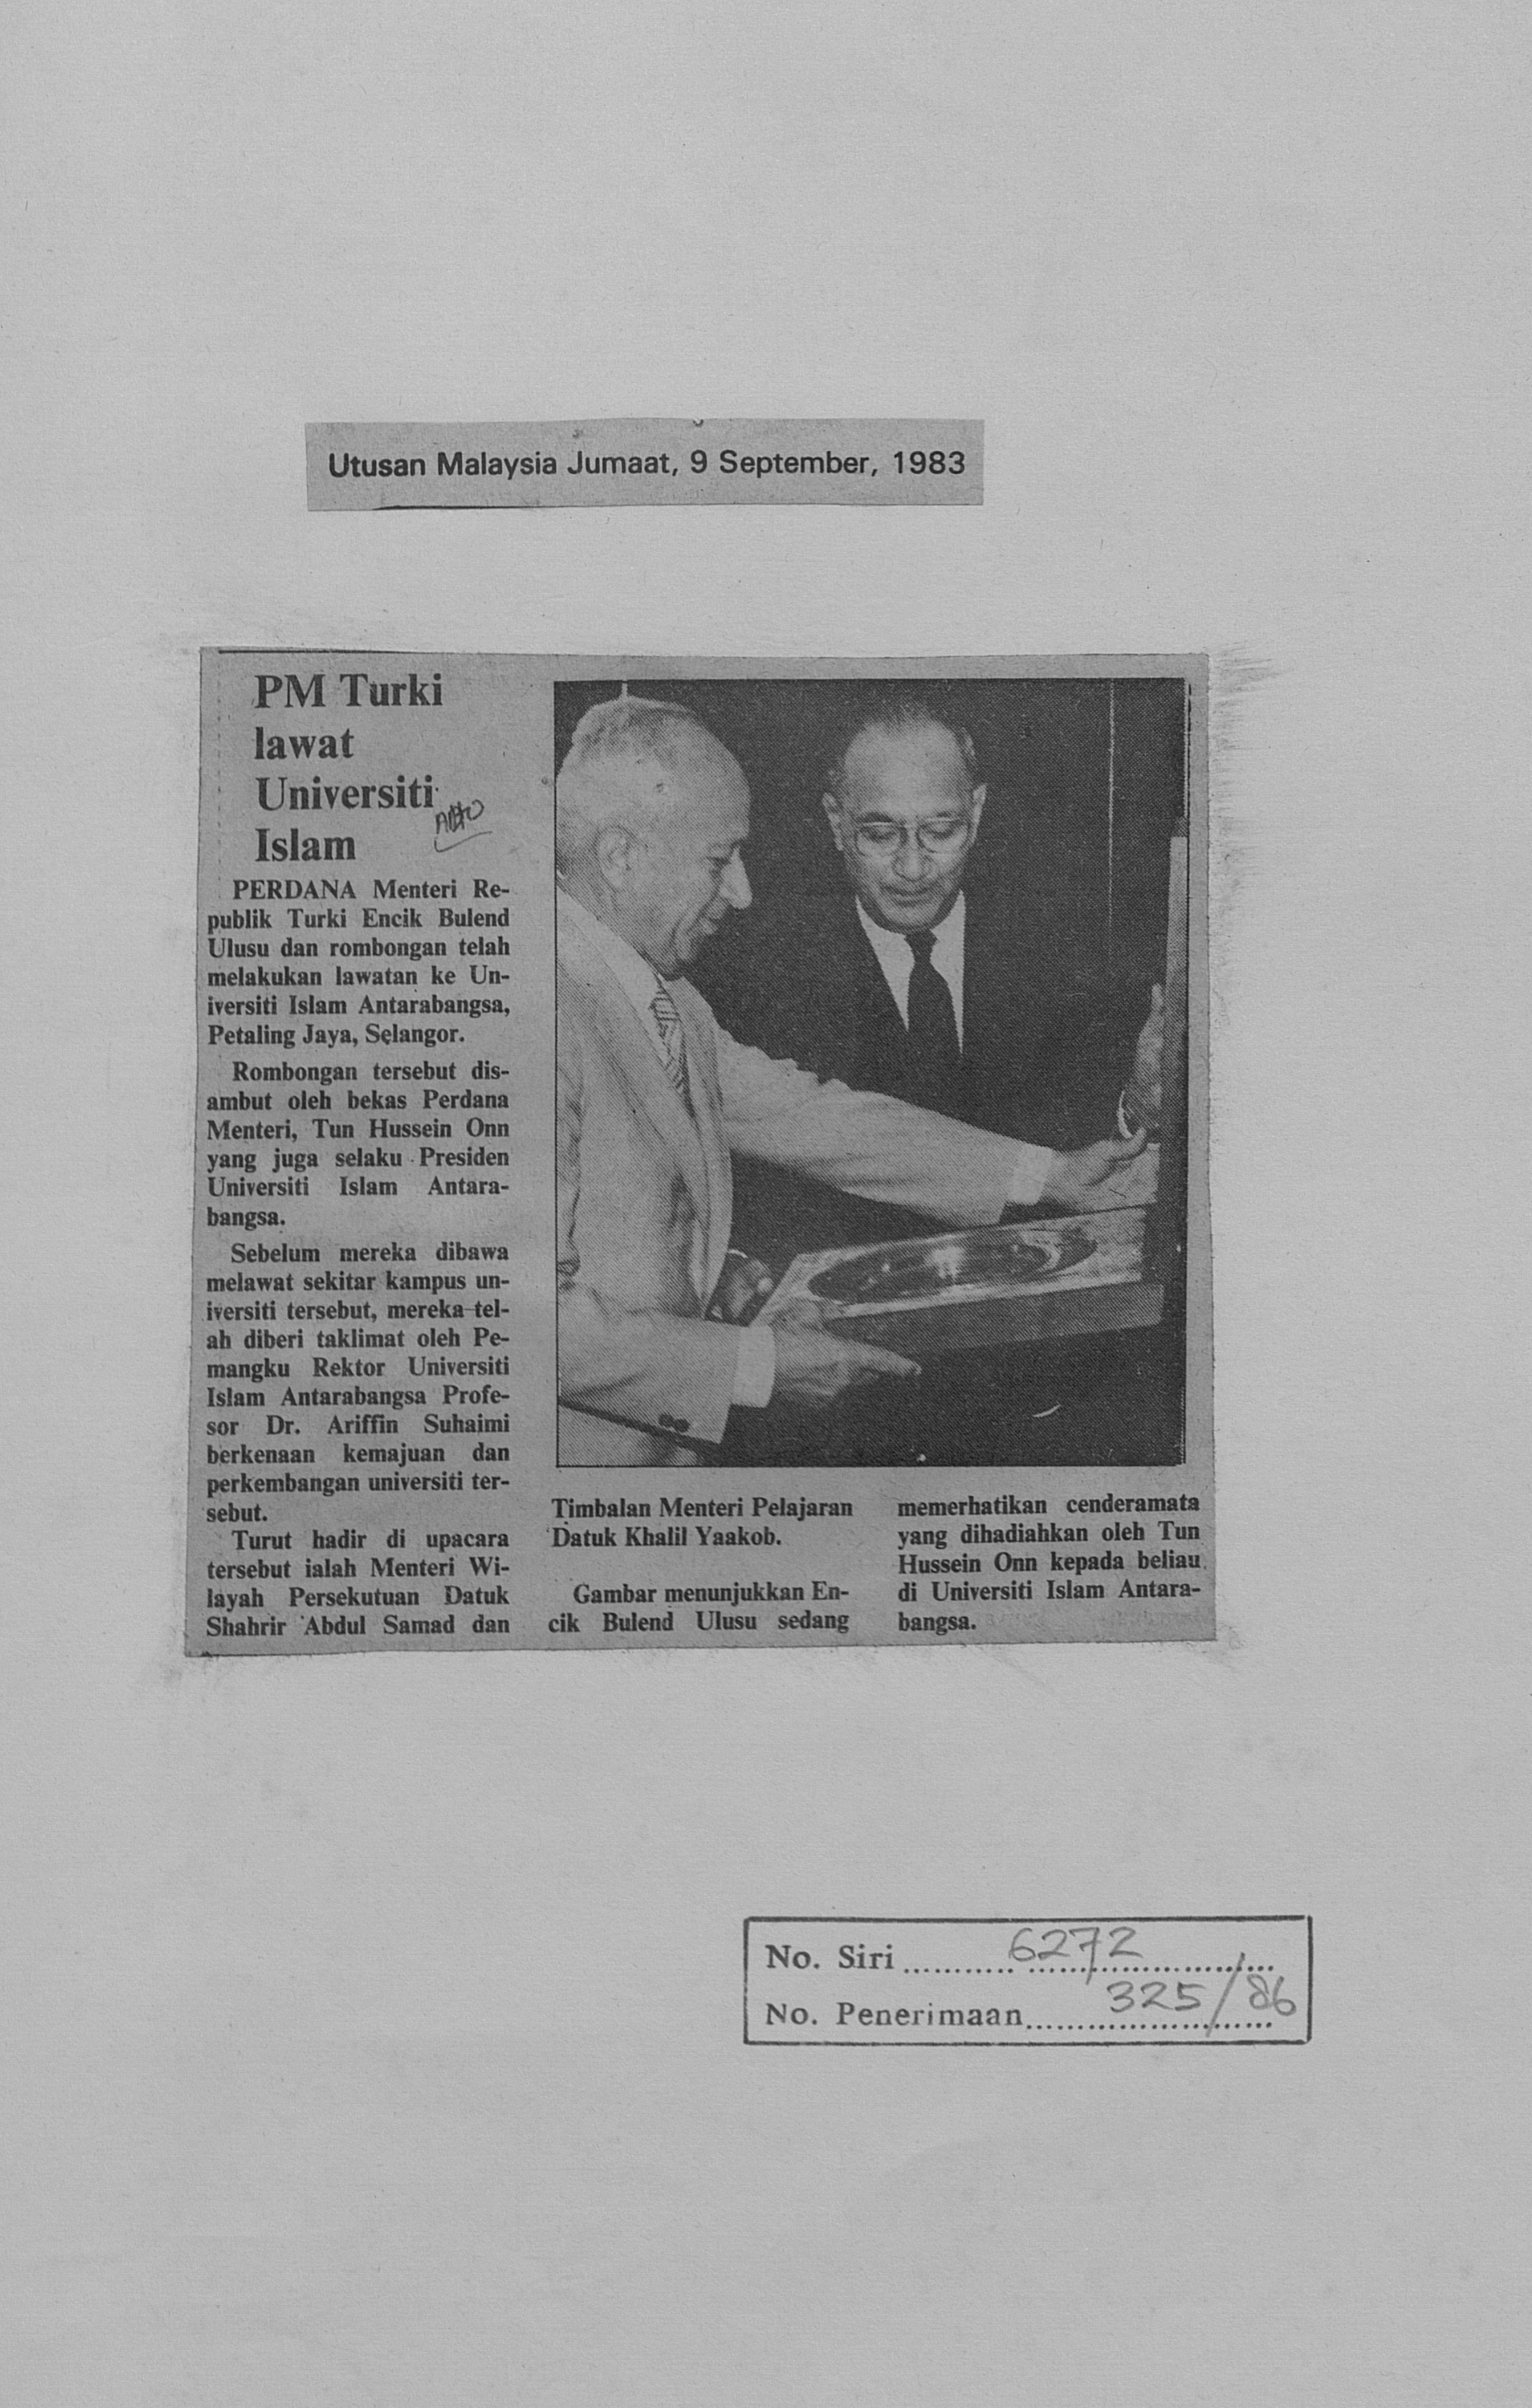 Utusan Malaysia Jumaat, 9 September, 1983
PM Turki
lawat
Universiti
Islam
PERDANA Menteri Re-
publik Turki Encik Bulend
Ulusu dan rombongan telah
melakukan lawatan ke Un-
iversiti Islam Antarabangsa,
Petaling Jaya, Selangor.
Rombongan tersebut dis-
ambut oleh bekas Perdana
Menteri, Tun Hussein Onn
yang juga selaku Presiden
Universiti Islam Antara-
bangsa.
Sebelum mereka dibawa
melawat sekitar kampus un-
iversiti tersebut, mereka tel-
ah diberi taklimat oleh Pe-
mangku Rektor Universiti
Islam Antarabangsa Profe-
sor Dr. Ariffin Suhaimi
berkenaan kemajuan dan
perkembangan universiti ter-
sebut.
Turut hadir di upacara
tersebut ialah Menteri Wi-
layah Persekutuan Datuk
Shahrir Abdul Samad dan
Timbalan Menteri Pelajaran
Datuk Khalil Yaakob.
Gambar menunjukkan En-
cik Bulend Ulusu sedang
memerhatikan cenderamata
yang dihadiahkan oleh Tun
Hussein Onn kepada beliau
di Universiti Islam Antara-
bangsa.
No. Siri 6272
No. Penerimaan 325/86